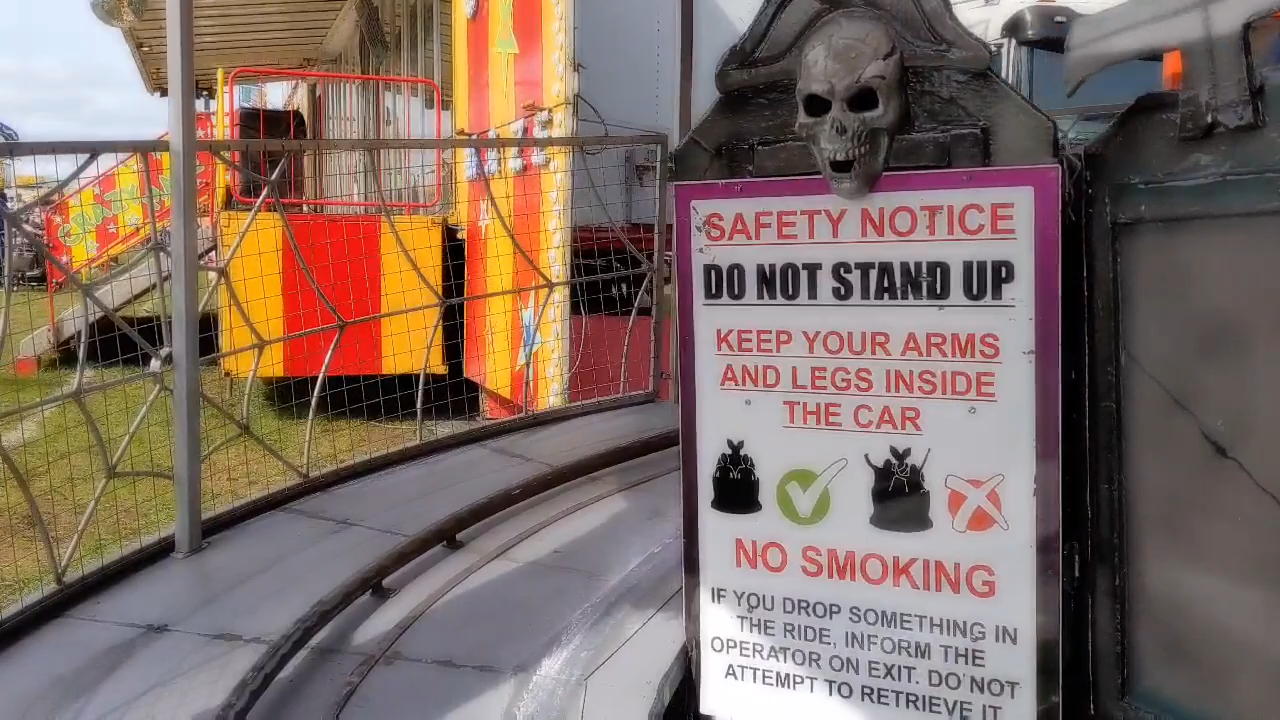 SAFETY NOTICE
DO NOT STAND UP
KEEP YOUR ARMS
AND LEGS INSIDE
THE CAR
NO SMOKING
IF YOU DROP SOMETHING IN
THE RIDE, INFORM THE
OPERATOR ON EXIT. DO NOT
ATTEMPT TO RETRIEVE IT